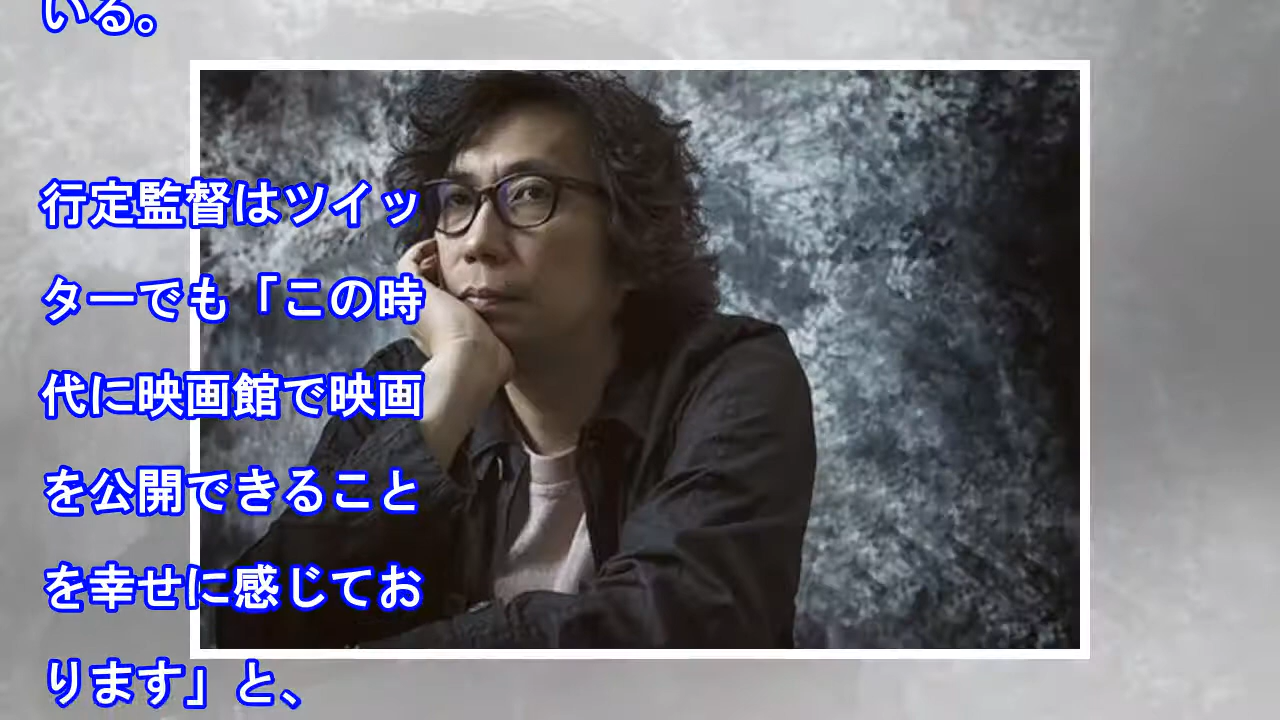 いる。
行定監督はツイッ
ターでも「この時
代に映画館で映画
を公開できること
を幸せに感じてお
ります」と、